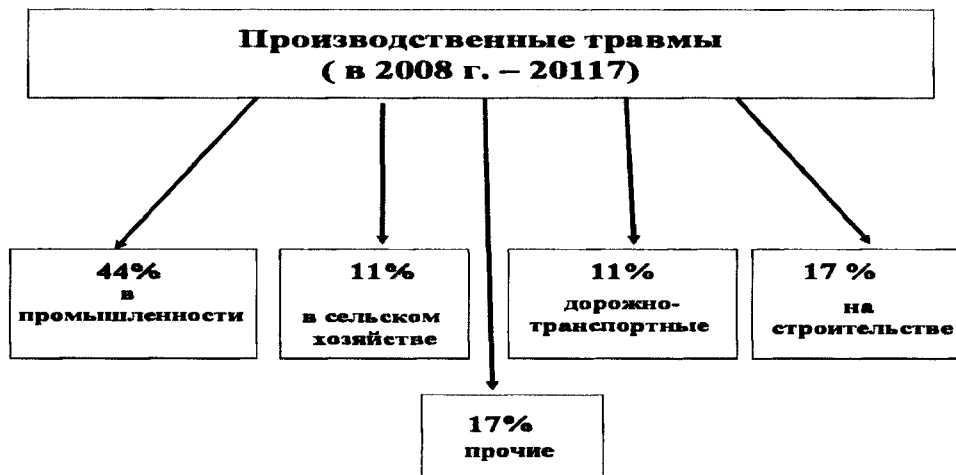 Производственные травмы
( в 2008 г. – 20117)
44%
в
промышленности
11%
в сельском
хозяйстве
11%
дорожно-
транспортные
17 %
на
строительстве
17%
прочие